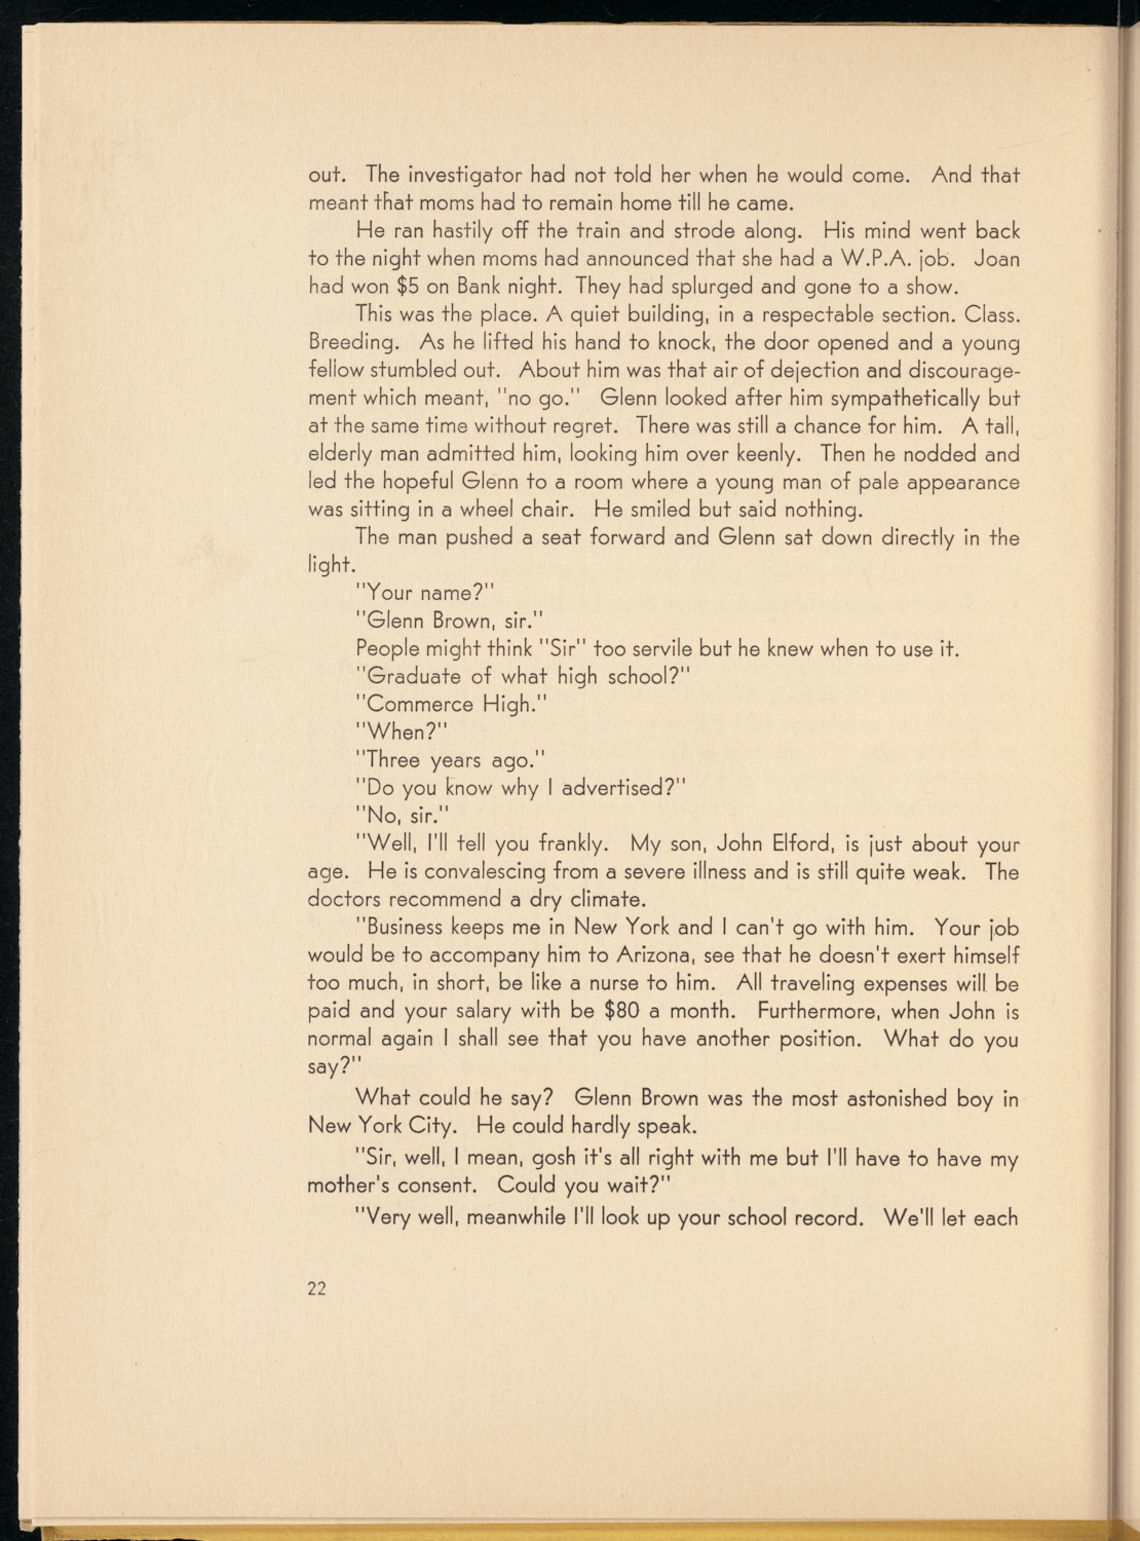 out. The investigator had not told her when he would come. And that
meant that moms had to remain home till he came.
He ran hastily off the train and strode along. His mind went back
to the night when moms had announced that she had a W.P.A. job. Joan
had won $5 on Bank night. They had splurged and gone to a show.
This was the place. A quiet building, in a respectable section. Class.
Breeding. As he lifted his hand to knock, the door opened and a young
fellow stumbled out. About him was that air of dejection and discourage-
ment which meant, "no go." Glenn looked after him sympathetically but
at the same time without regret. There was still a chance for him. A tall,
elderly man admitted him, looking him over keenly. Then he nodded and
led the hopeful Glenn to a room where a young man of pale appearance
was sitting in a wheel chair. He smiled but said nothing.
The man pushed a seat forward and Glenn sat down directly in the
light.
"Your name?"
"Glenn Brown, sir."
People might think "Sir" too servile but he knew when to use it.
"Graduate of what high school?"
"Commerce High."
"When?"
"Three years ago."
"Do you know why I advertised?"
"No, sir."
"Well, I'll tell you frankly. My son, John Elford, is just about your
age. He is convalescing from a severe illness and is still quite weak. The
doctors recommend a dry climate.
"Business keeps me in New York and I can't go with him. Your job
would be to accompany him to Arizona, see that he doesn't exert himself
too much, in short, be like a nurse to him. All traveling expenses will be
paid and your salary with be $80 a month. Furthermore, when John is
normal again I shall see that you have another position. What do you
say?"
What could he say? Glenn Brown was the most astonished boy in
New York City. He could hardly speak.
"Sir, well, I mean, gosh it's all right with me but I'll have to have my
mother's consent. Could you wait?"
"Very well, meanwhile I'll look up your school record. We'll let each
22